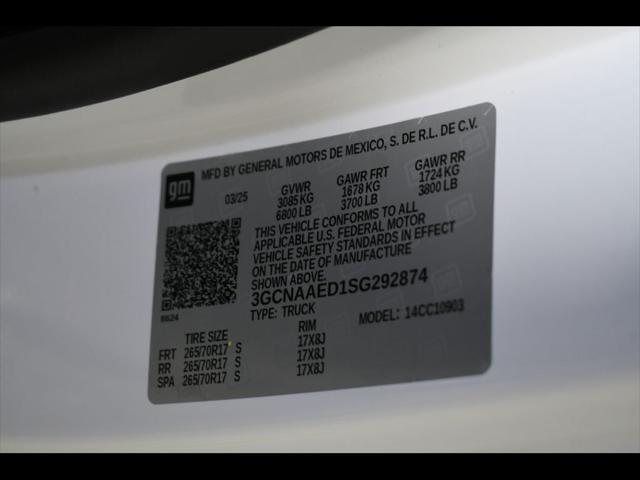 MFD BY GENERAL MOTORS DE MEXICO, S. DE R.L. DE C.V.
gm
03/25
GVWR GAWR FRT GAWR RR
3085 KG 1678 KG 1724 KG
6800 LB 3700 LB 3800 LB
THIS VEHICLE CONFORMS TO ALL
APPLICABLE U.S. FEDERAL MOTOR
VEHICLE SAFETY STANDARDS IN EFFECT
ON THE DATE OF MANUFACTURE
SHOWN ABOVE.
3GCNAAED1SG292874
TYPE: TRUCK MODEL: 14CC10903
8624
TIRE SIZE RIM
FRT 265/70R17 S 17X8J
RR 265/70R17 S 17X8J
SPA 265/70R17 S 17X8J